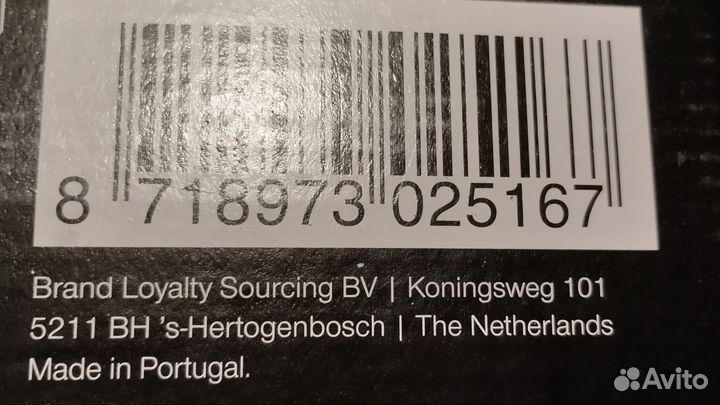 8 718973 025167
Brand Loyalty Sourcing BV | Koningsweg 101
5211 BH 's-Hertogenbosch | The Netherlands
Made in Portugal.
Avito